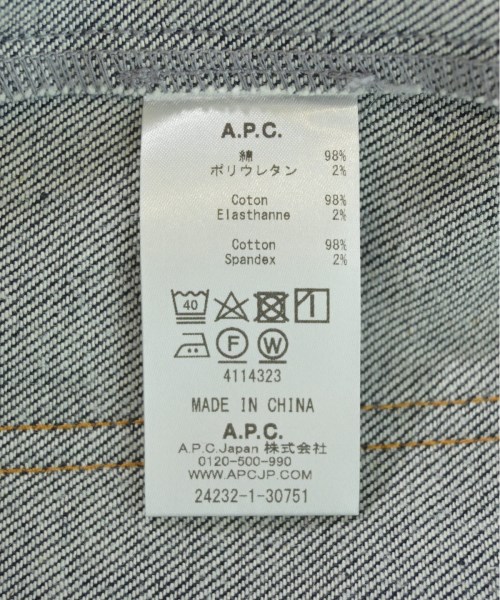 A.P.C.
綿 98%
ポリウレタン 2%
Coton 98%
Elasthanne 2%
Cotton 98%
Spandex 2%
40
F W
4114323
MADE IN CHINA
A.P.C.
A.P.C.Japan 株式会社
0120-500-990
WWW.APCJP.COM
24232-1-30751